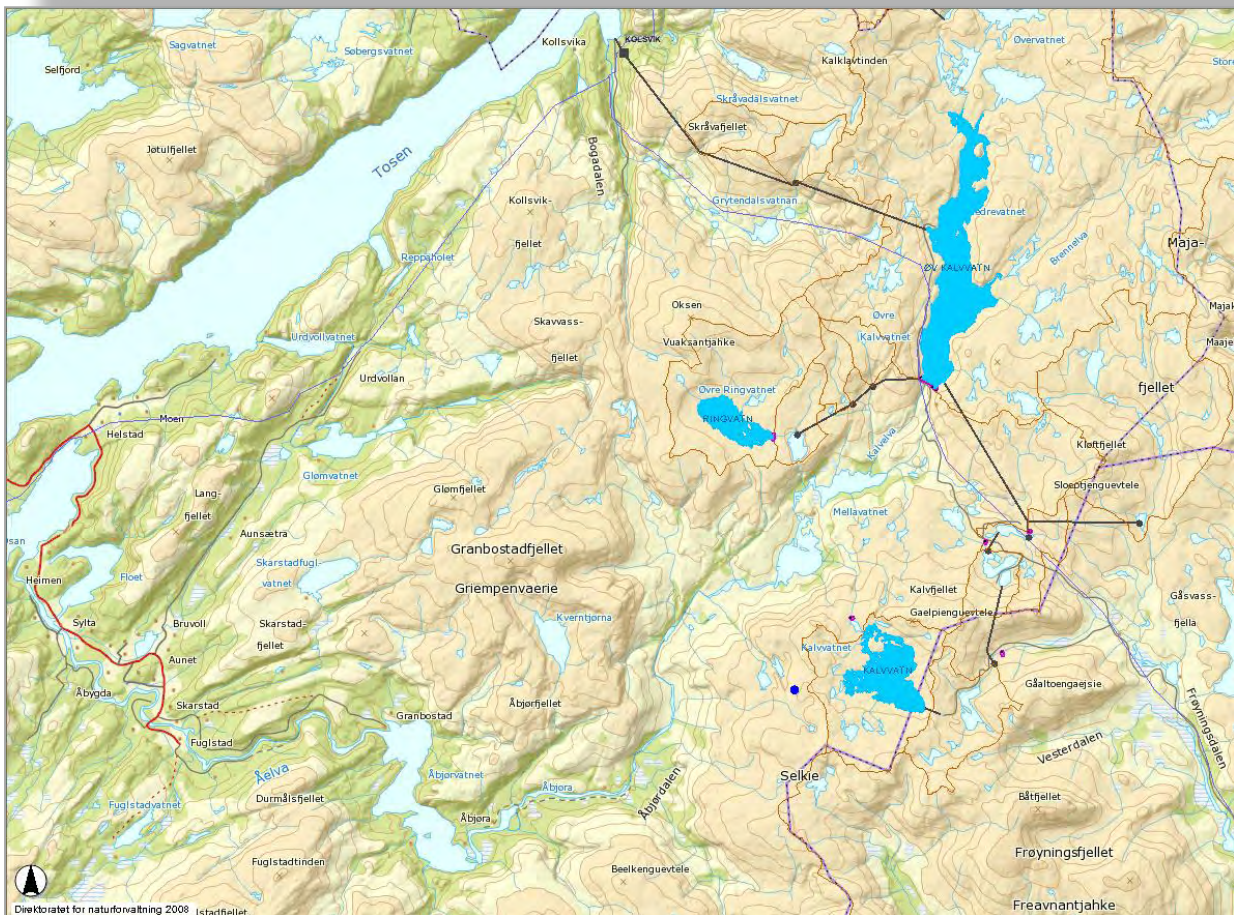 Kollsvika
KOLSVIK
Sagvatnet
Søbergsvatnet
Øvervatnet
Kalklavtinden
Selfjord
Skråvadalsvatnet
Skråvafjellet
Jøtulfjellet
Tosen
Bogadalen
Kollsvik-
fjellet
Grytendalsvatnan
Reppaholet
Brennelva
Maja-
ØV KALVVATN
Oksen
Øvre
Kalvvatnet
Skavvass-
fjellet
Vuaksantjahke
Urdvollvatnet
Urdvollan
Øvre Ringvatnet
RINGVATN
fjellet
Moen
Helstad
Kalvelva
Kløftfjellet
Glømvatnet
Glømfjellet
Lang-
fjellet
Mellavatnet
Aunsætra
Granbostadfjellet
Skarstadfugl-
vatnet
Heimen
Floet
Griempenvaerie
Kalvfjellet
Gaelpienguevtele
Gåsvass-
fjella
Sylta
Bruvoll
Skarstad-
fjellet
Kverntjørna
Kalvvatnet
KALVVATN
Aunet
Åbygda
Skarstad
Åbjørfjellet
Gåaltoengaejsie
Granbostad
Fuglstad
Frøyningsdalen
Vesterdalen
Åelva
Åbjørvatnet
Åbjøra
Åbjørdalen
Selkie
Fuglstadvatnet
Durmålsfjellet
Åbjøra
Båtfjellet
Fuglstadtinden
Beelkenguevtele
Frøyningsfjellet
Freavnantjahke
Direktoratet for naturforvaltning 2008